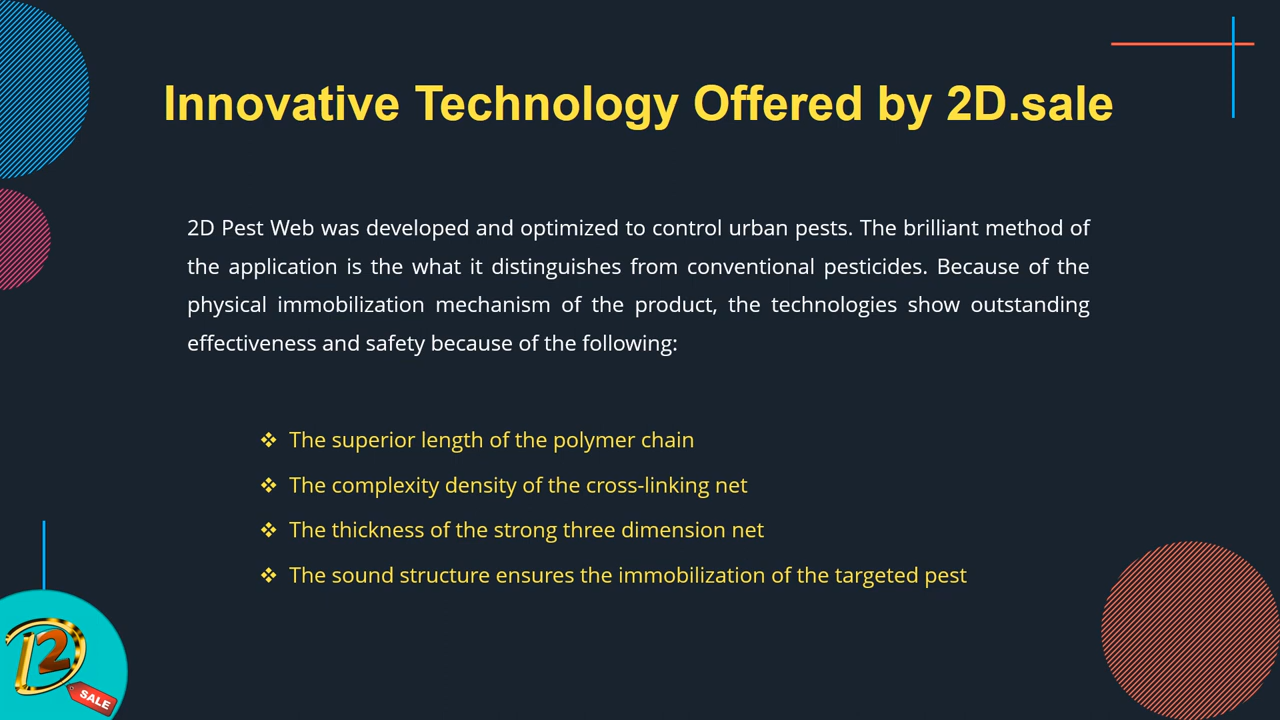 Innovative Technology Offered by 2D.sale
2D Pest Web was developed and optimized to control urban pests. The brilliant method of
the application is the what it distinguishes from conventional pesticides. Because of the
physical immobilization mechanism of the product, the technologies show outstanding
effectiveness and safety because of the following:
❖ The superior length of the polymer chain
❖ The complexity density of the cross-linking net
❖ The thickness of the strong three dimension net
❖ The sound structure ensures the immobilization of the targeted pest
2D
SALE